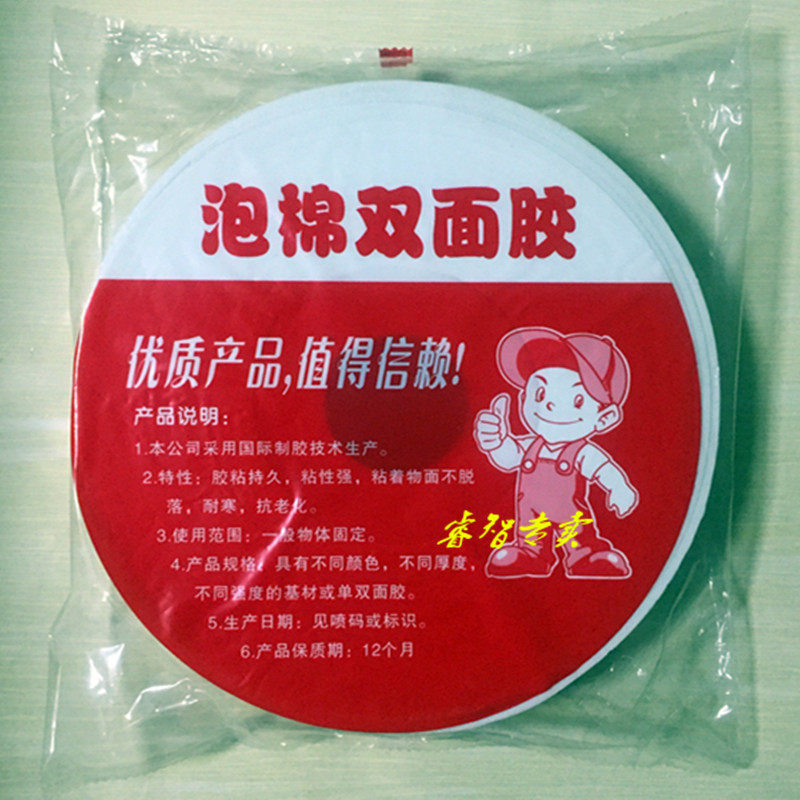 泡棉双面胶
优质产品,值得信赖!
产品说明：
1.本公司采用国际制胶技术生产。
2.特性：胶粘持久，粘性强，粘着物面不脱
落，耐寒，抗老化。
3.使用范围：一般物体固定。
4.产品规格：具有不同颜色，不同厚度，
不同强度的基材或单双面胶。
5.生产日期：见喷码或标识。
6.产品保质期：12个月
睿智专卖